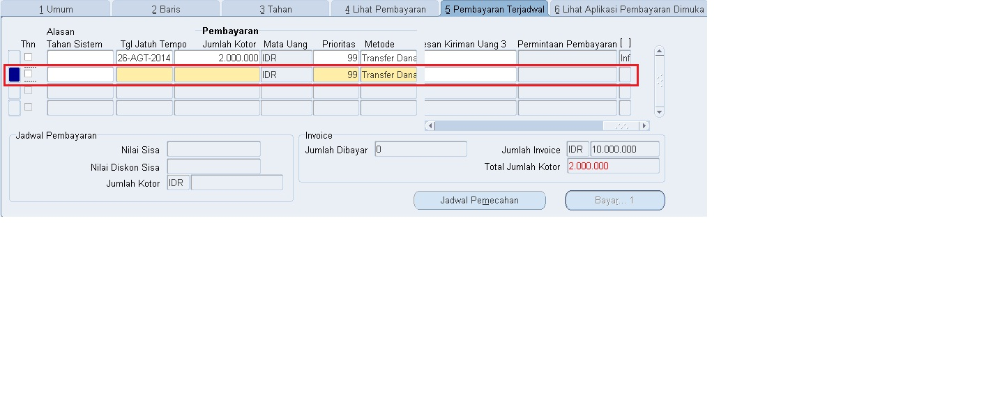 1 Umum 2 Baris 3 Tahan 4 Lihat Pembayaran 5 Pembayaran Terjadwal 6 Lihat Aplikasi Pembayaran Dimuka
Alasan Pembayaran
Thn Tahan Sistem Tgl Jatuh Tempo Jumlah Kotor Mata Uang Prioritas Metode esan Kiriman Uang 3 Permintaan Pembayaran [ ]
26-AGT-2014 2.000.000 IDR 99 Transfer Dana Inf
IDR 99 Transfer Dana
Jadwal Pembayaran Invoice
Nilai Sisa Jumlah Dibayar 0 Jumlah Invoice IDR 10.000.000
Nilai Diskon Sisa Total Jumlah Kotor 2.000.000
Jumlah Kotor IDR
Jadwal Pemecahan Bayar... 1